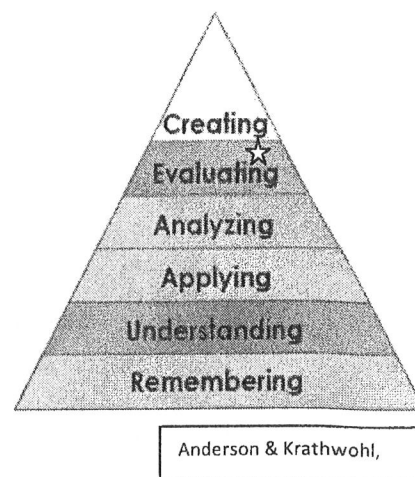 Creating
Evaluating
Analyzing
Applying
Understanding
Remembering
Anderson & Krathwohl,